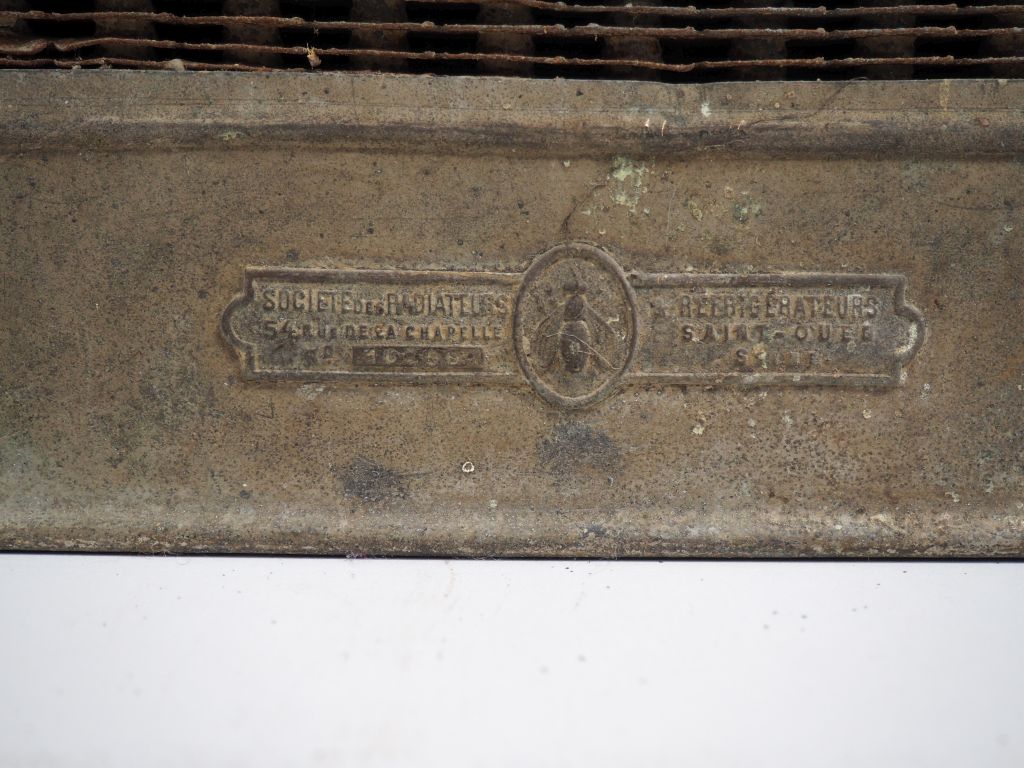 SOCIETE DES RADIATEURS
54 RUE DE LA CHAPELLE
REFRIGERATEURS
SAINT-OUEN